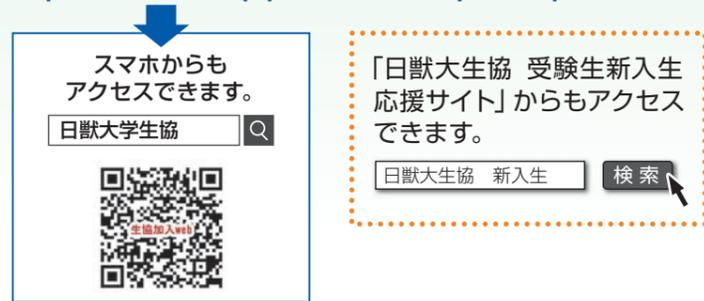 スマホからも
アクセスできます。
日獣大学生協
生協加入web
「日獣大生協 受験生新入生
応援サイト」からもアクセス
できます。
日獣大生協 新入生
検索